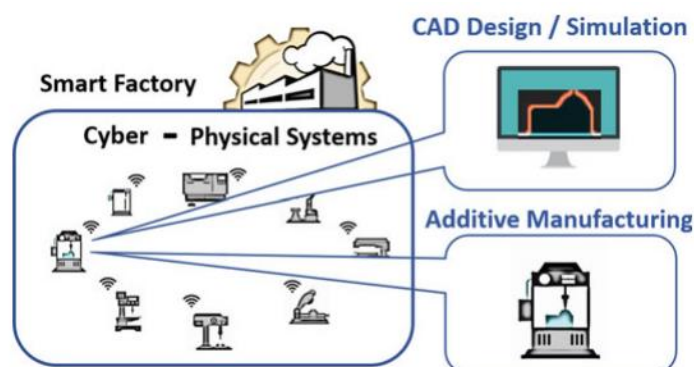 CAD Design / Simulation
Smart Factory
Cyber – Physical Systems
Additive Manufacturing